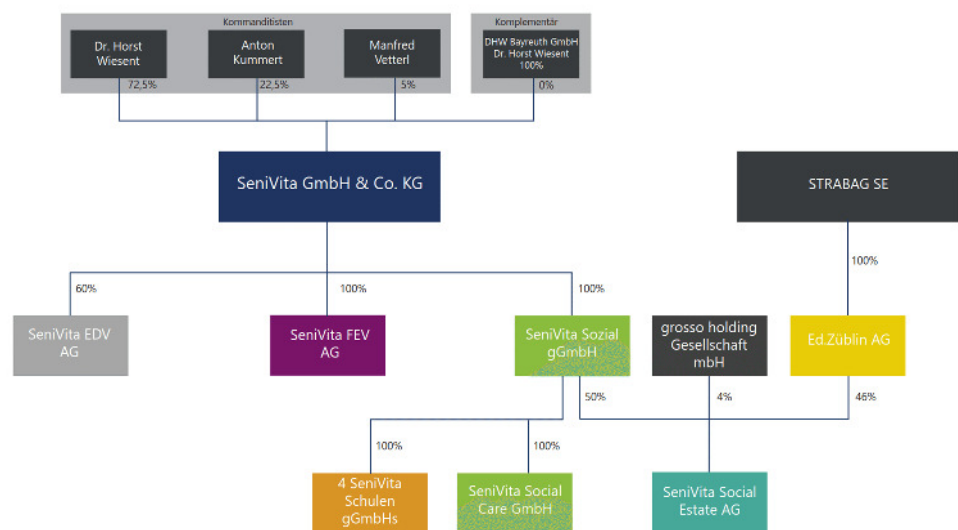 Kommanditisten
Komplementär
Dr. Horst
Wiesent
Anton
Kummert
Manfred
Vetterl
DHW Bayreuth GmbH
Dr. Horst Wiesent
100%
72,5%
22,5%
5%
0%
SeniVita GmbH & Co. KG
STRABAG SE
60%
100%
100%
100%
SeniVita EDV
AG
SeniVita FEV
AG
SeniVita Sozial
gGmbH
grosso holding
Gesellschaft
mbH
Ed.Züblin AG
50%
4%
46%
100%
100%
4 SeniVita
Schulen
gGmbHs
SeniVita Social
Care GmbH
SeniVita Social
Estate AG